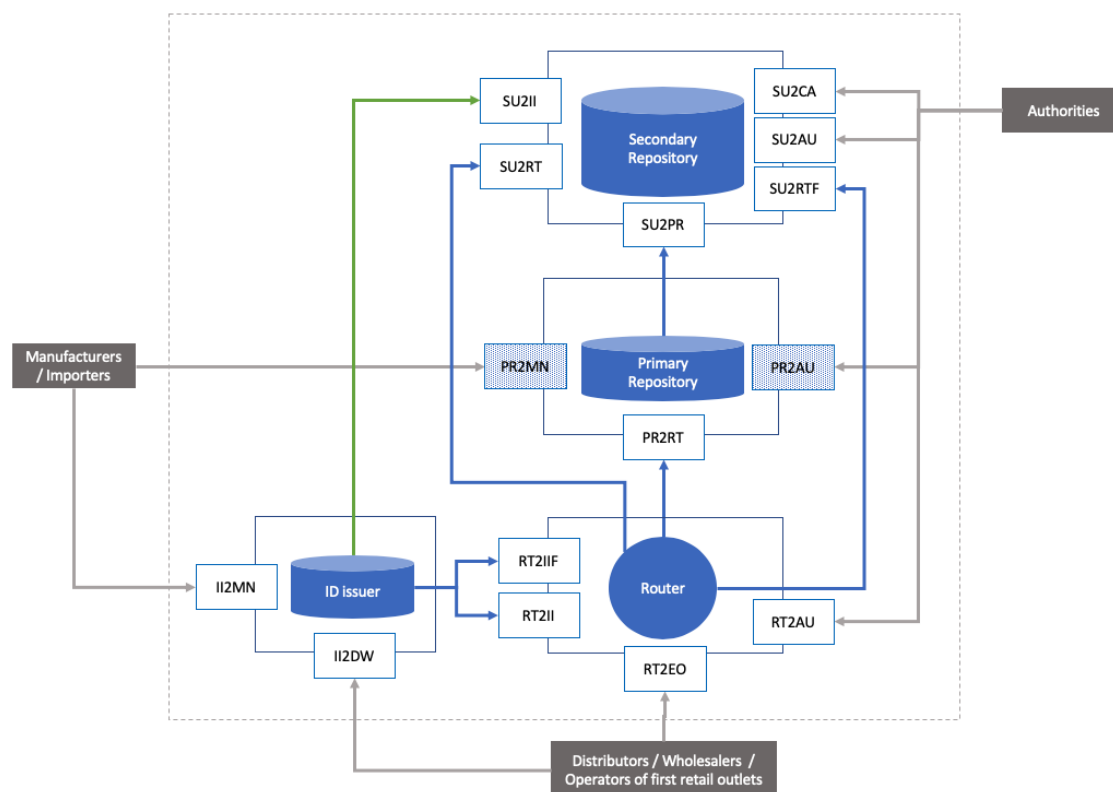 SU2II
SU2CA
Authorities
Secondary
Repository
SU2AU
SU2RT
SU2RTF
SU2PR
Manufacturers
/ Importers
PR2MN
Primary
Repository
PR2AU
PR2RT
RT2IIF
II2MN
ID issuer
Router
RT2II
RT2AU
II2DW
RT2EO
Distributors / Wholesalers /
Operators of first retail outlets